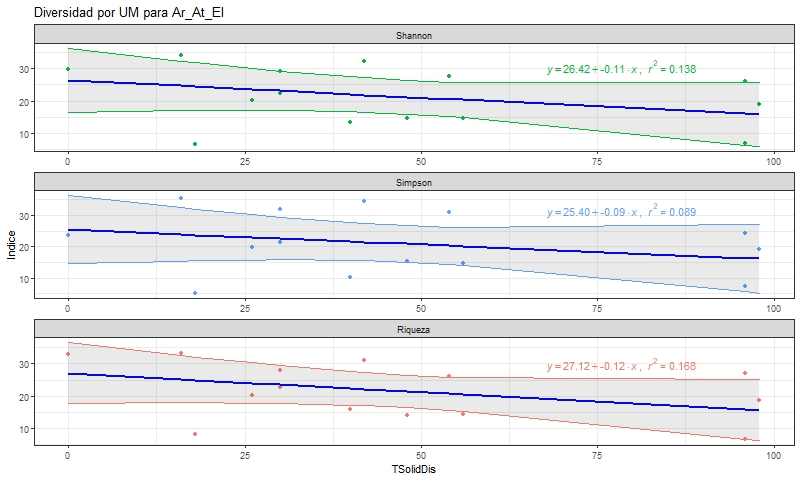 Diversidad por UM para Ar_At_El
Shannon
y = 26.42 + -0.11 · x , r² = 0.138
30
20
10
0 25 50 75 100
Simpson
y = 25.40 + -0.09 · x , r² = 0.089
30
20
10
0 25 50 75 100
Indice
Riqueza
y = 27.12 + -0.12 · x , r² = 0.168
30
20
10
0 25 50 75 100
TSolidDis